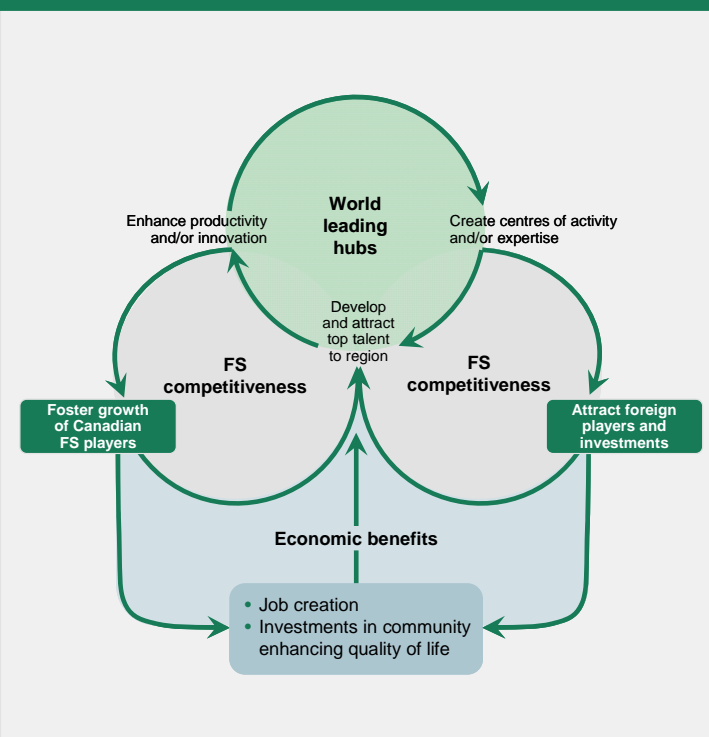 World
leading
hubs
Enhance productivity
and/or innovation
Create centres of activity
and/or expertise
Develop
and attract
top talent
to region
FS
competitiveness
FS
competitiveness
Foster growth
of Canadian
FS players
Attract foreign
players and
investments
Economic benefits
• Job creation
• Investments in community
enhancing quality of life